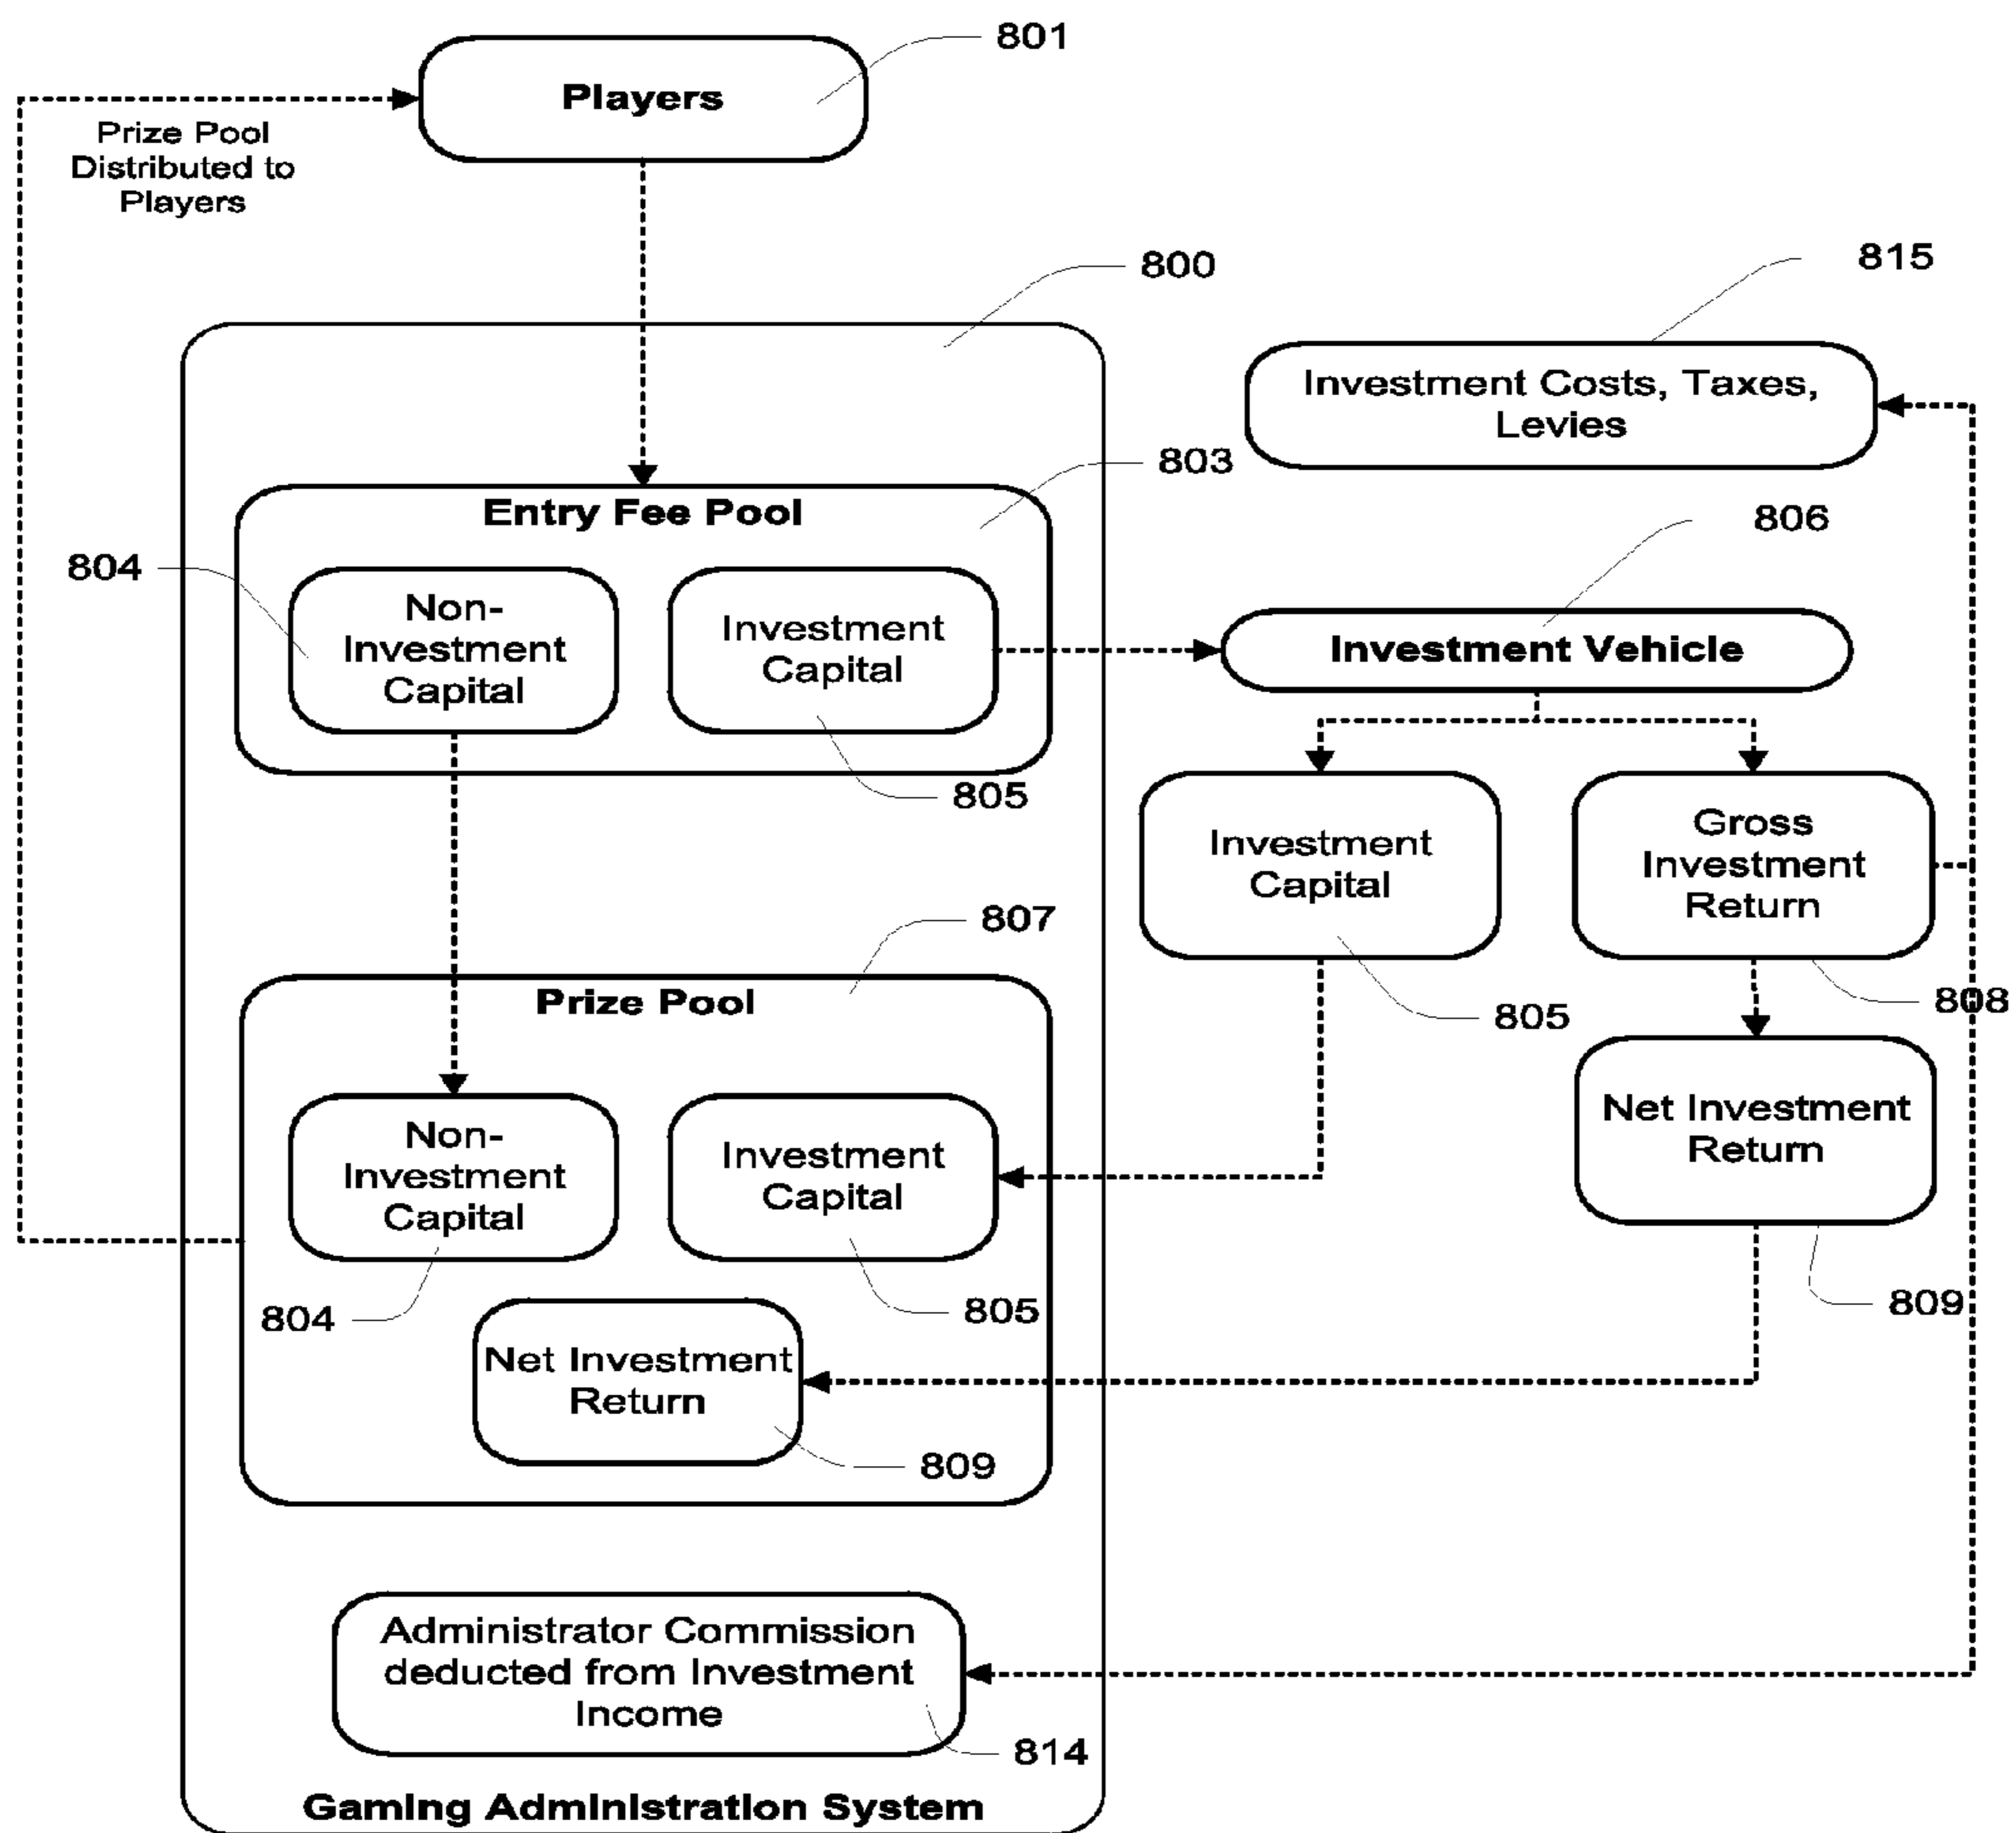 801
Players
Prize Pool
Distributed to
Players
800
815
Investment Costs, Taxes,
Levies
803
Entry Fee Pool
806
804
Non-
Investment
Capital
Investment
Capital
Investment Vehicle
805
Investment
Capital
Gross
Investment
Return
807
Prize Pool
805
808
Non-
Investment
Capital
Investment
Capital
Net Investment
Return
804
805
809
Net Investment
Return
809
Administrator Commission
deducted from Investment
Income
814
Gaming Administration System